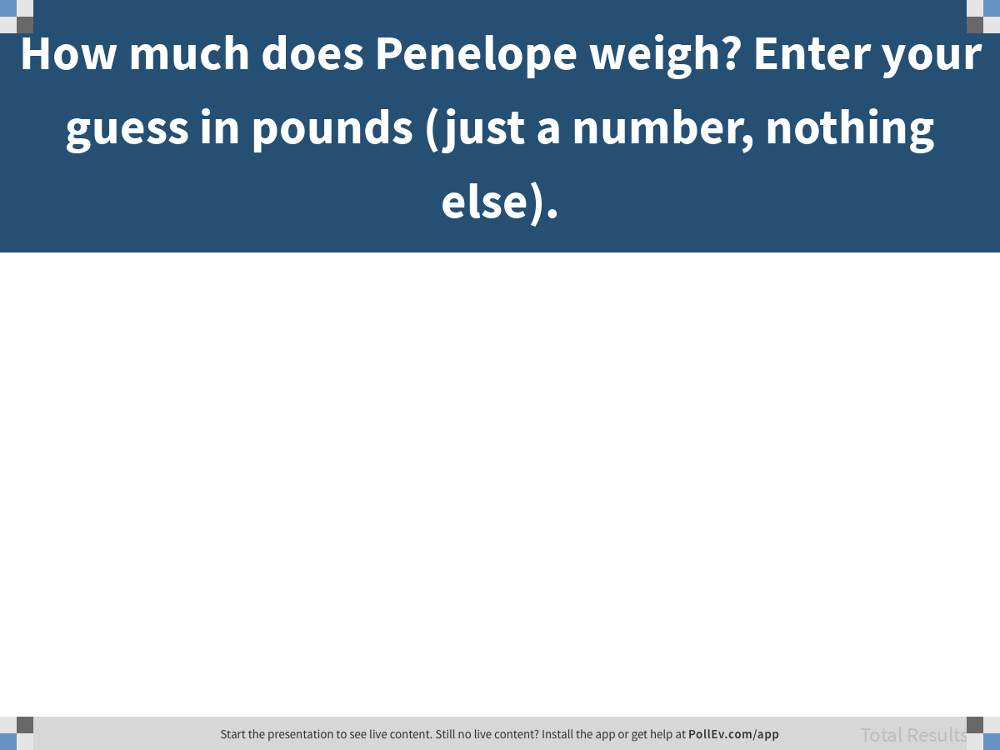 How much does Penelope weigh? Enter your
guess in pounds (just a number, nothing
else).
Start the presentation to see live content. Still no live content? Install the app or get help at PollEv.com/app
Total Results